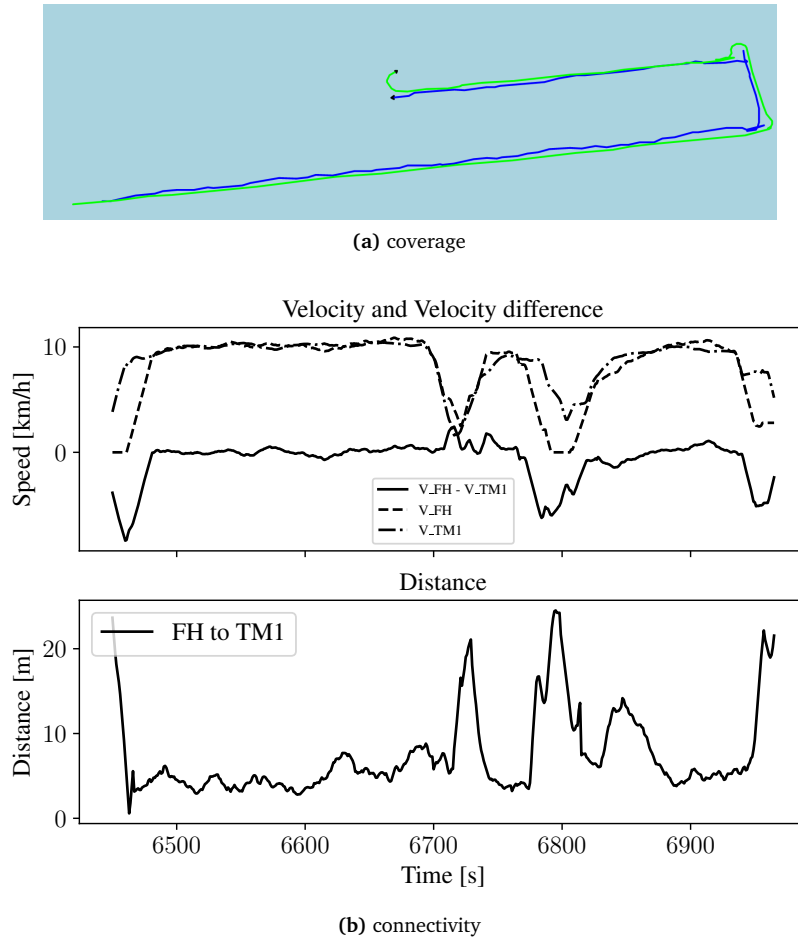 (a) coverage
Velocity and Velocity difference
10
0
Speed [km/h]
V_FH - V_TM1
V_FH
V_TM1
Distance
FH to TM1
20
10
0
Distance [m]
6500 6600 6700 6800 6900
Time [s]
(b) connectivity